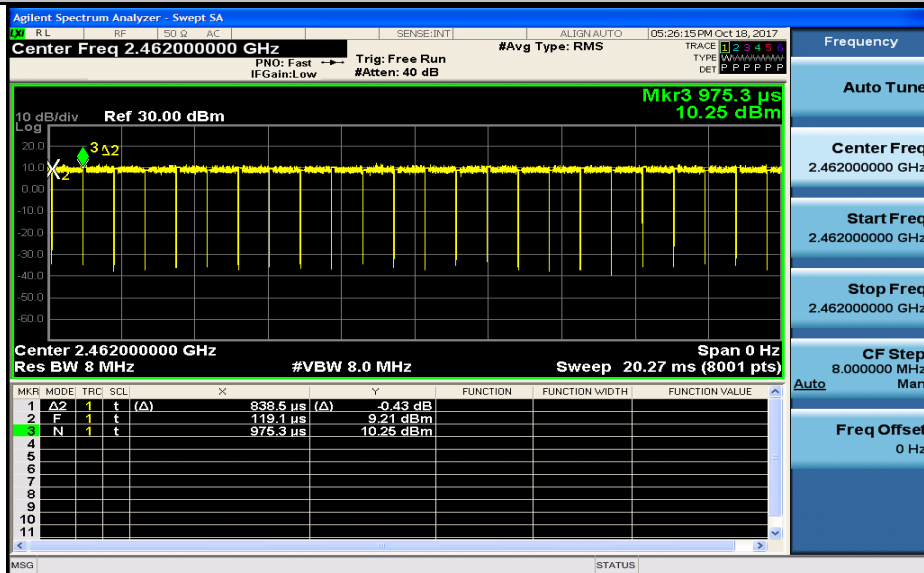 Agilent Spectrum Analyzer - Swept SA
LXI RL RF 50 Ω AC SENSE:INT ALIGN AUTO 05:26:15 PM Oct 18, 2017
Center Freq 2.462000000 GHz #Avg Type: RMS TRACE 1 2 3 4 5 6
PNO: Fast Trig: Free Run TYPE
IFGain:Low #Atten: 40 dB DET P P P P P P
Mkr3 975.3 µs
10 dB/div Ref 30.00 dBm 10.25 dBm
Log
20.0
3 Δ2
10.0
X2
0.00
-10.0
-20.0
-30.0
-40.0
-50.0
-60.0
Center 2.462000000 GHz Span 0 Hz
Res BW 8 MHz #VBW 8.0 MHz Sweep 20.27 ms (8001 pts)
MKR MODE TRC SCL X Y FUNCTION FUNCTION WIDTH FUNCTION VALUE
1 Δ2 1 t (Δ) 838.5 µs (Δ) -0.43 dB
2 F 1 t 119.1 µs 9.21 dBm
3 N 1 t 975.3 µs 10.25 dBm
4
5
6
7
8
9
10
11
MSG STATUS
Frequency
Auto Tune
Center Freq
2.462000000 GHz
Start Freq
2.462000000 GHz
Stop Freq
2.462000000 GHz
CF Step
8.000000 MHz
Auto Man
Freq Offset
0 Hz